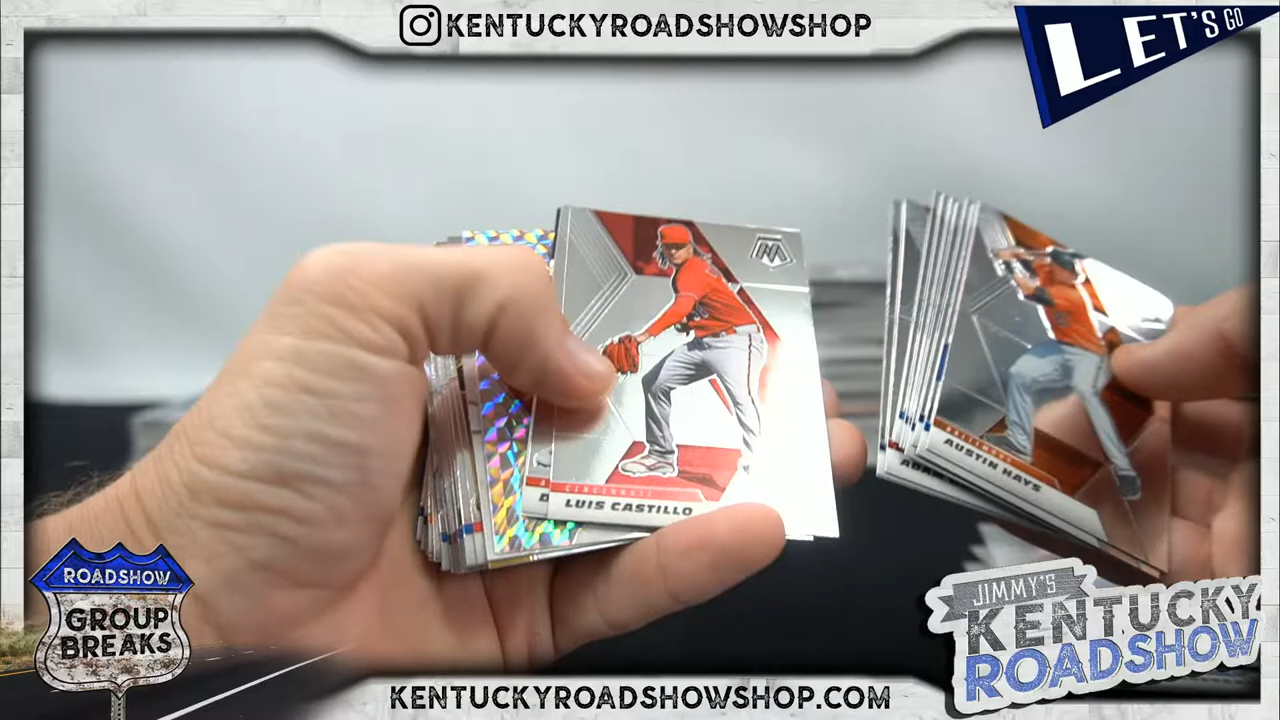 KENTUCKYROADSHOWSHOP
LET'S GO
CINCINNATI
LUIS CASTILLO
BALTIMORE
AUSTIN HAYS
ROADSHOW
GROUP
BREAKS
JIMMY'S
KENTUCKY
ROADSHOW
KENTUCKYROADSHOWSHOP.COM